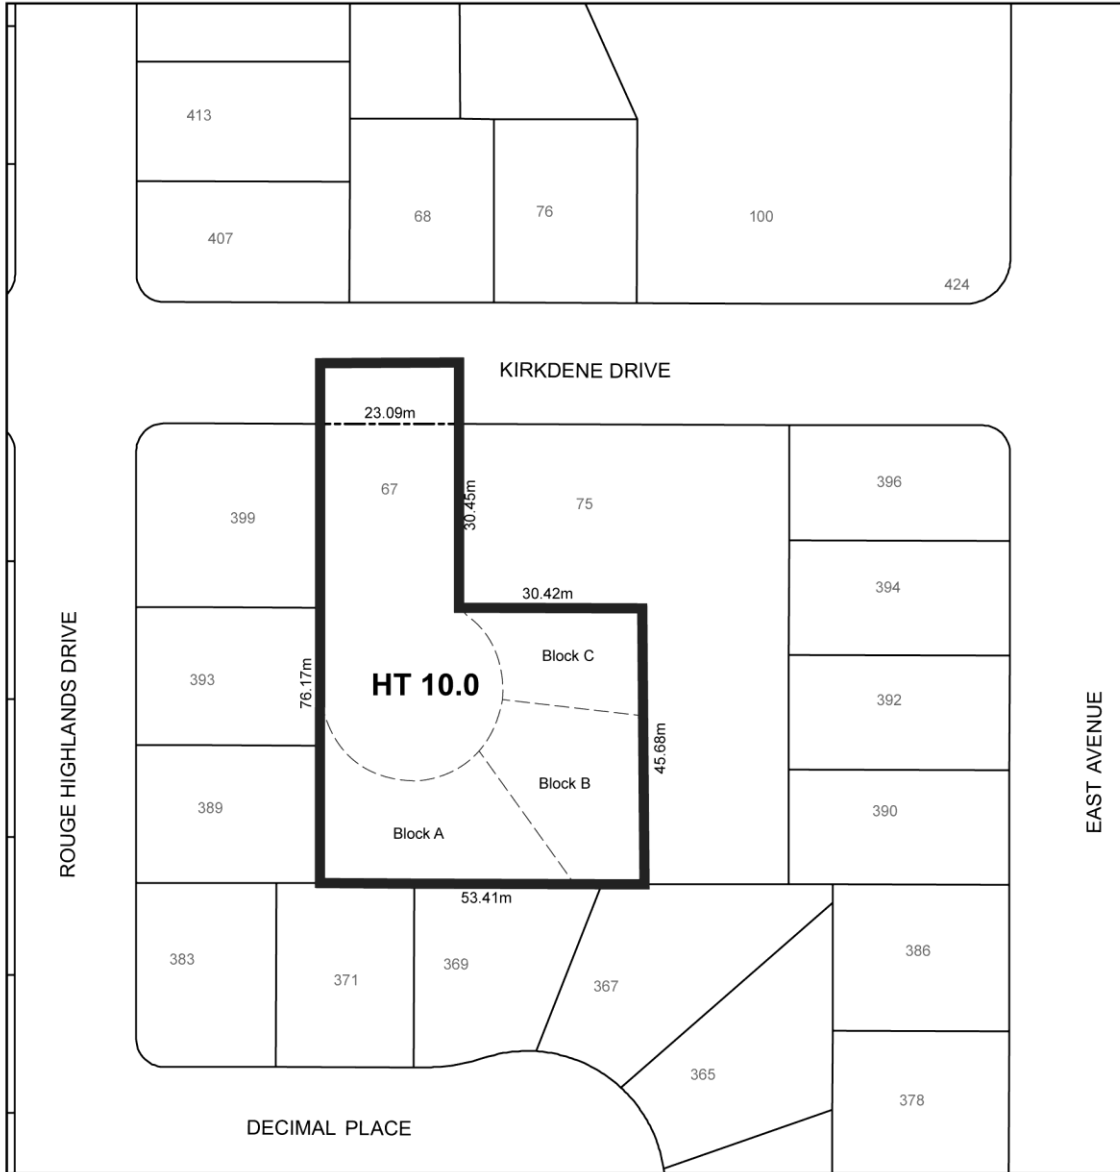 413
407
68
76
100
424
KIRKDENE DRIVE
23.09m
67
30.45m
75
399
396
394
30.42m
Block C
HT 10.0
393
76.17m
392
ROUGE HIGHLANDS DRIVE
EAST AVENUE
45.68m
Block B
389
Block A
390
53.41m
383
371
369
367
386
365
378
DECIMAL PLACE